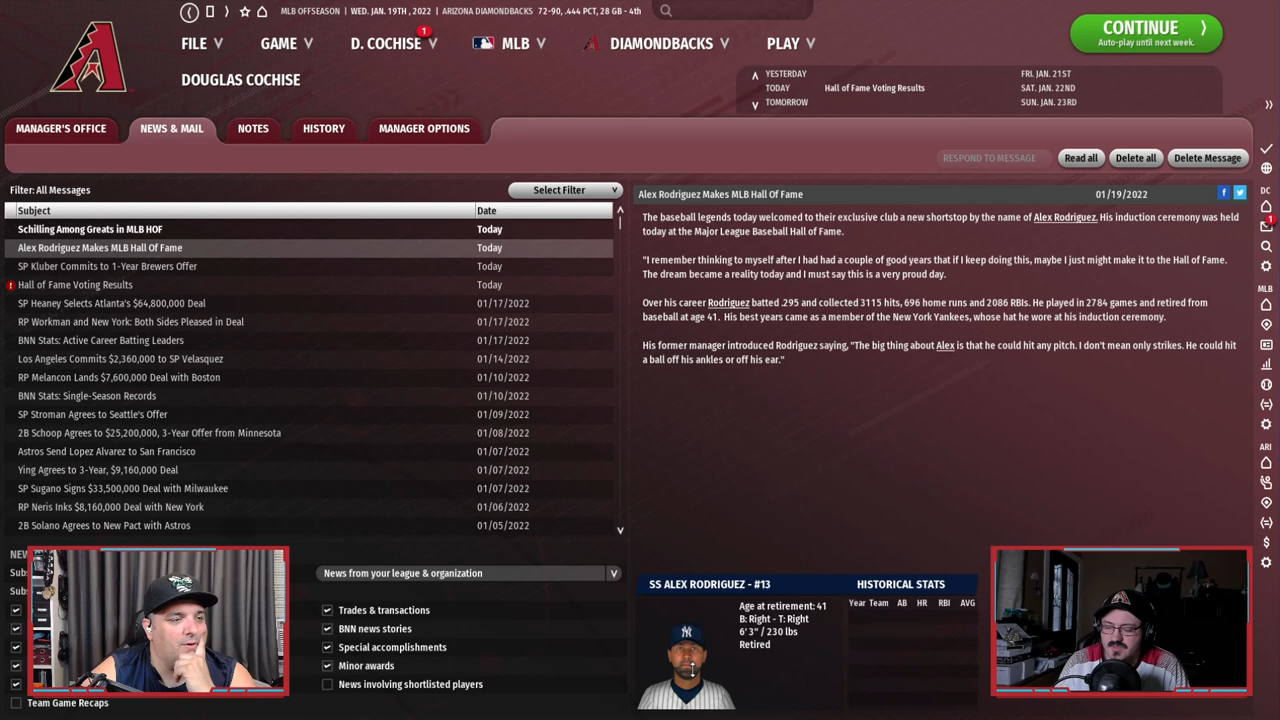 MLB OFFSEASON | WED. JAN. 19TH , 2022 | ARIZONA DIAMONDBACKS 72-90, .444 PCT, 28 GB - 4th
FILE GAME D. COCHISE 1 MLB DIAMONDBACKS PLAY
CONTINUE
Auto-play until next week.
DOUGLAS COCHISE
YESTERDAY FRI. JAN. 21ST
TODAY Hall of Fame Voting Results SAT. JAN. 22ND
TOMORROW SUN. JAN. 23RD
MANAGER'S OFFICE NEWS & MAIL NOTES HISTORY MANAGER OPTIONS
RESPOND TO MESSAGE Read all Delete all Delete Message
Filter: All Messages Select Filter
Subject Date
Schilling Among Greats in MLB HOF Today
Alex Rodriguez Makes MLB Hall Of Fame Today
SP Kluber Commits to 1-Year Brewers Offer Today
Hall of Fame Voting Results Today
SP Heaney Selects Atlanta's $64,800,000 Deal 01/17/2022
RP Workman and New York: Both Sides Pleased in Deal 01/17/2022
BNN Stats: Active Career Batting Leaders 01/17/2022
Los Angeles Commits $2,360,000 to SP Velasquez 01/14/2022
RP Melancon Lands $7,600,000 Deal with Boston 01/10/2022
BNN Stats: Single-Season Records 01/10/2022
SP Stroman Agrees to Seattle's Offer 01/09/2022
2B Schoop Agrees to $25,200,000, 3-Year Offer from Minnesota 01/08/2022
Astros Send Lopez Alvarez to San Francisco 01/07/2022
Ying Agrees to 3-Year, $9,160,000 Deal 01/07/2022
SP Sugano Signs $33,500,000 Deal with Milwaukee 01/07/2022
RP Neris Inks $8,160,000 Deal with New York 01/06/2022
2B Solano Agrees to New Pact with Astros 01/05/2022
Alex Rodriguez Makes MLB Hall Of Fame 01/19/2022
The baseball legends today welcomed to their exclusive club a new shortstop by the name of Alex Rodriguez. His induction ceremony was held
today at the Major League Baseball Hall of Fame.
"I remember thinking to myself after I had had a couple of good years that if I keep doing this, maybe I just might make it to the Hall of Fame.
The dream became a reality today and I must say this is a very proud day.
Over his career Rodriguez batted .295 and collected 3115 hits, 696 home runs and 2086 RBIs. He played in 2784 games and retired from
baseball at age 41. His best years came as a member of the New York Yankees, whose hat he wore at his induction ceremony.
His former manager introduced Rodriguez saying, "The big thing about Alex is that he could hit any pitch. I don't mean only strikes. He could hit
a ball off his ankles or off his ear."
NEW
Subs
Subs
News from your league & organization
Trades & transactions
BNN news stories
Special accomplishments
Minor awards
News involving shortlisted players
Team Game Recaps
SS ALEX RODRIGUEZ - #13
Age at retirement: 41
B: Right - T: Right
6' 3" / 230 lbs
Retired
HISTORICAL STATS
Year Team AB HR RBI AVG
DC
1
MLB
ARI
$